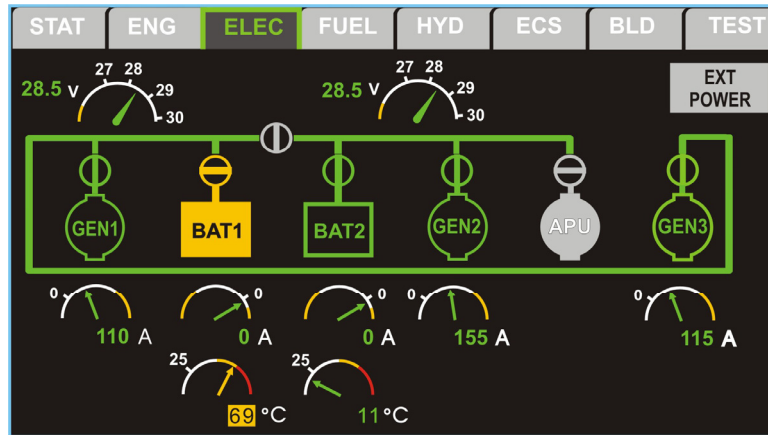 STAT ENG ELEC FUEL HYD ECS BLD TEST
EXT
POWER
27 28
28.5 V 29
30
27 28
28.5 V 29
30
GEN1 BAT1 BAT2 GEN2 APU GEN3
0 110 A
0 0 A
0 0 A
0 155 A
0 115 A
25 69 °C
25 11 °C